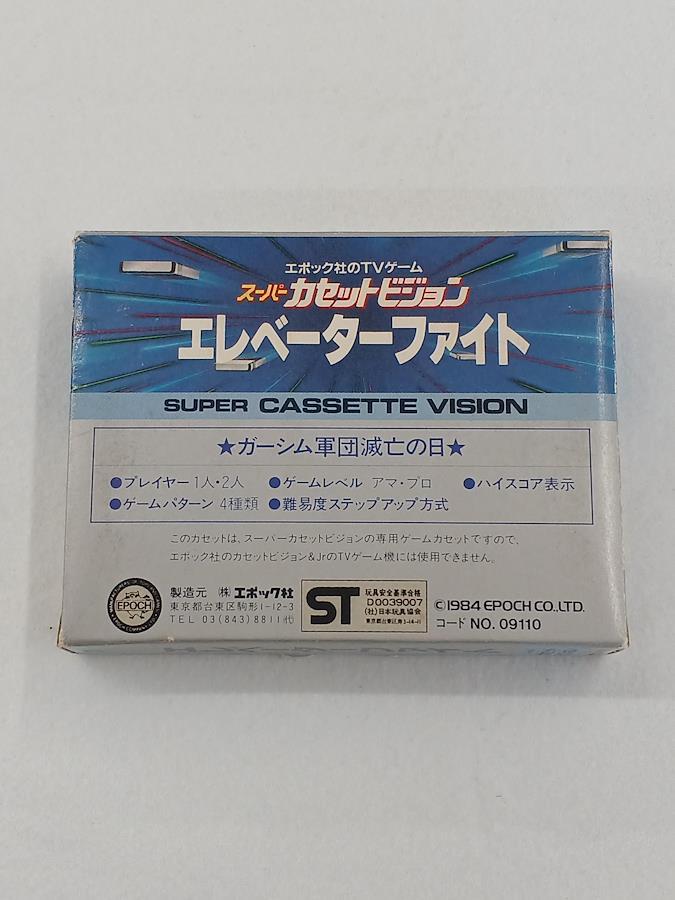 エポック社のTVゲーム
スーパーカセットビジョン
エレベーターファイト
SUPER CASSETTE VISION
★ガーシム軍団滅亡の日★
●プレイヤー 1人・2人 ●ゲームレベル アマ・プロ ●ハイスコア表示
●ゲームパターン 4種類 ●難易度ステップアップ方式
このカセットは、スーパーカセットビジョンの専用ゲームカセットですので、
エポック社のカセットビジョン&JrのTVゲーム機には使用できません。
EPOCH
製造元 (株)エポック社
東京都台東区駒形1-12-3
TEL 03(843)8811(代)
ST
玩具安全基準合格
D0039007
(社)日本玩具協会
©1984 EPOCH CO.,LTD.
コード NO. 09110